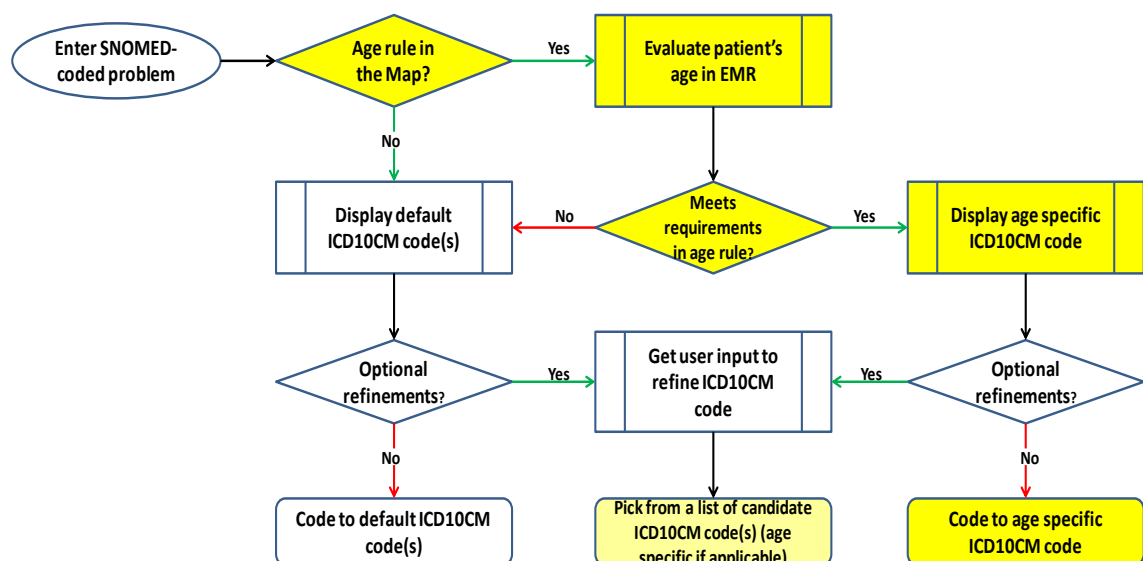 Enter SNOMED-
coded problem
Age rule in
the Map?
Yes
Evaluate patient's
age in EMR
No
Display default
ICD10CM code(s)
No
Meets
requirements
in age rule?
Yes
Display age specific
ICD10CM code
Optional
refinements?
Yes
Get user input to
refine ICD10CM
code
Yes
Optional
refinements?
No
No
Code to default ICD10CM
code(s)
Pick from a list of candidate
ICD10CM code(s) (age
specific if applicable)
Code to age specific
ICD10CM code